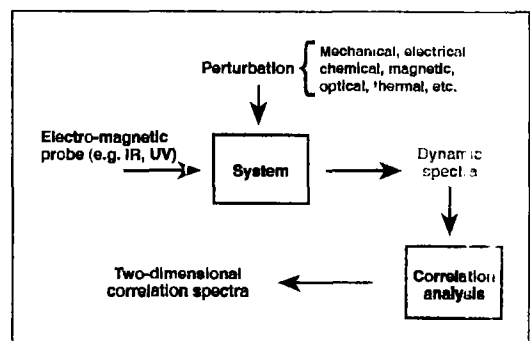 Perturbation
Mechanical, electrical
chemical, magnetic,
optical, thermal, etc.
Electro-magnetic
probe (e.g. IR, UV)
System
Dynamic
spectra
Two-dimensional
correlation spectra
Correlation
analysis